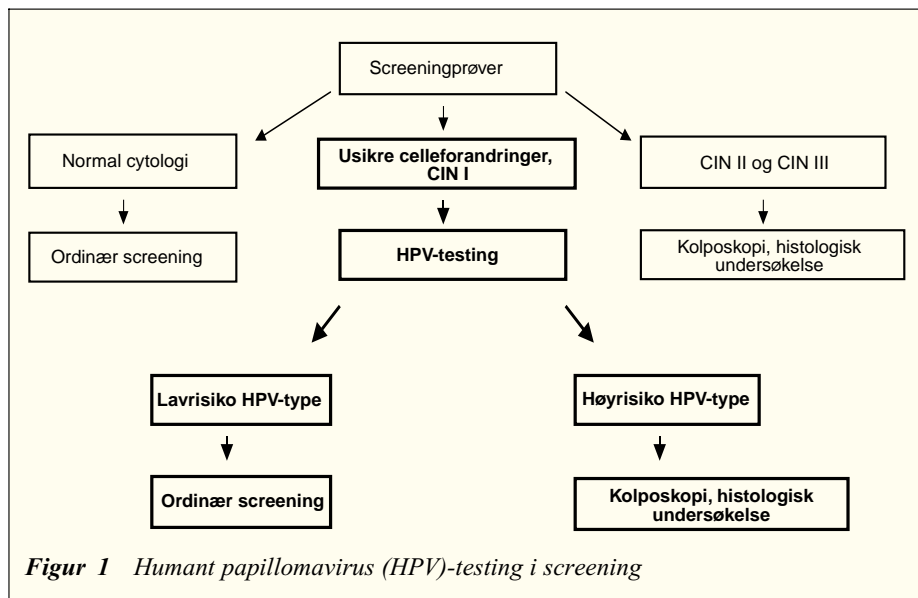 Screeningprøver
Normal cytologi
Usikre celleforandringer,
CIN I
CIN II og CIN III
Ordinær screening
HPV-testing
Kolposkopi, histologisk
undersøkelse
Lavrisiko HPV-type
Høyrisiko HPV-type
Ordinær screening
Kolposkopi, histologisk
undersøkelse
Figur 1 Humant papillomavirus (HPV)-testing i screening